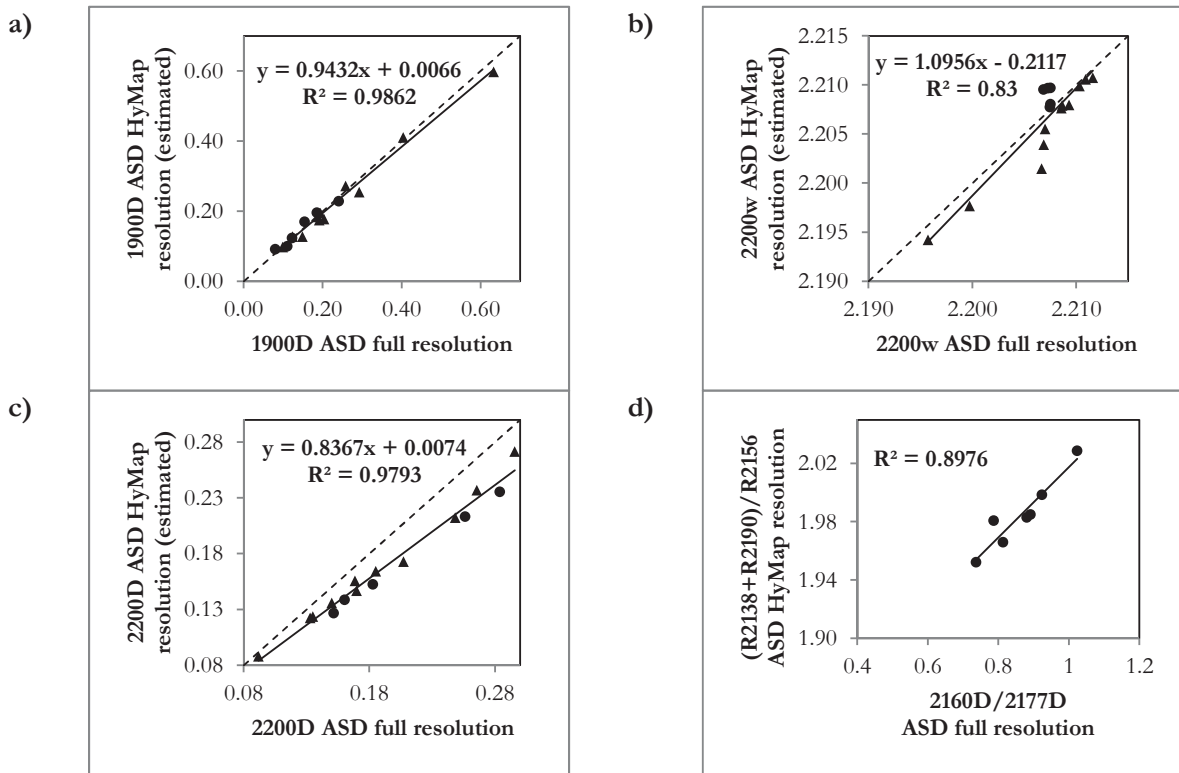 a)
y = 0.9432x + 0.0066
R² = 0.9862
0.60
0.40
0.20
0.00
0.00 0.20 0.40 0.60
1900D ASD HyMap
resolution (estimated)
1900D ASD full resolution
b)
y = 1.0956x - 0.2117
R² = 0.83
2.215
2.210
2.205
2.200
2.195
2.190
2.190 2.200 2.210
2200w ASD HyMap
resolution (estimated)
2200w ASD full resolution
c)
y = 0.8367x + 0.0074
R² = 0.9793
0.28
0.23
0.18
0.13
0.08
0.08 0.18 0.28
2200D ASD HyMap
resolution (estimated)
2200D ASD full resolution
d)
R² = 0.8976
2.02
1.98
1.94
1.90
0.4 0.6 0.8 1 1.2
(R2138+R2190)/R2156
ASD HyMap resolution
2160D/2177D
ASD full resolution